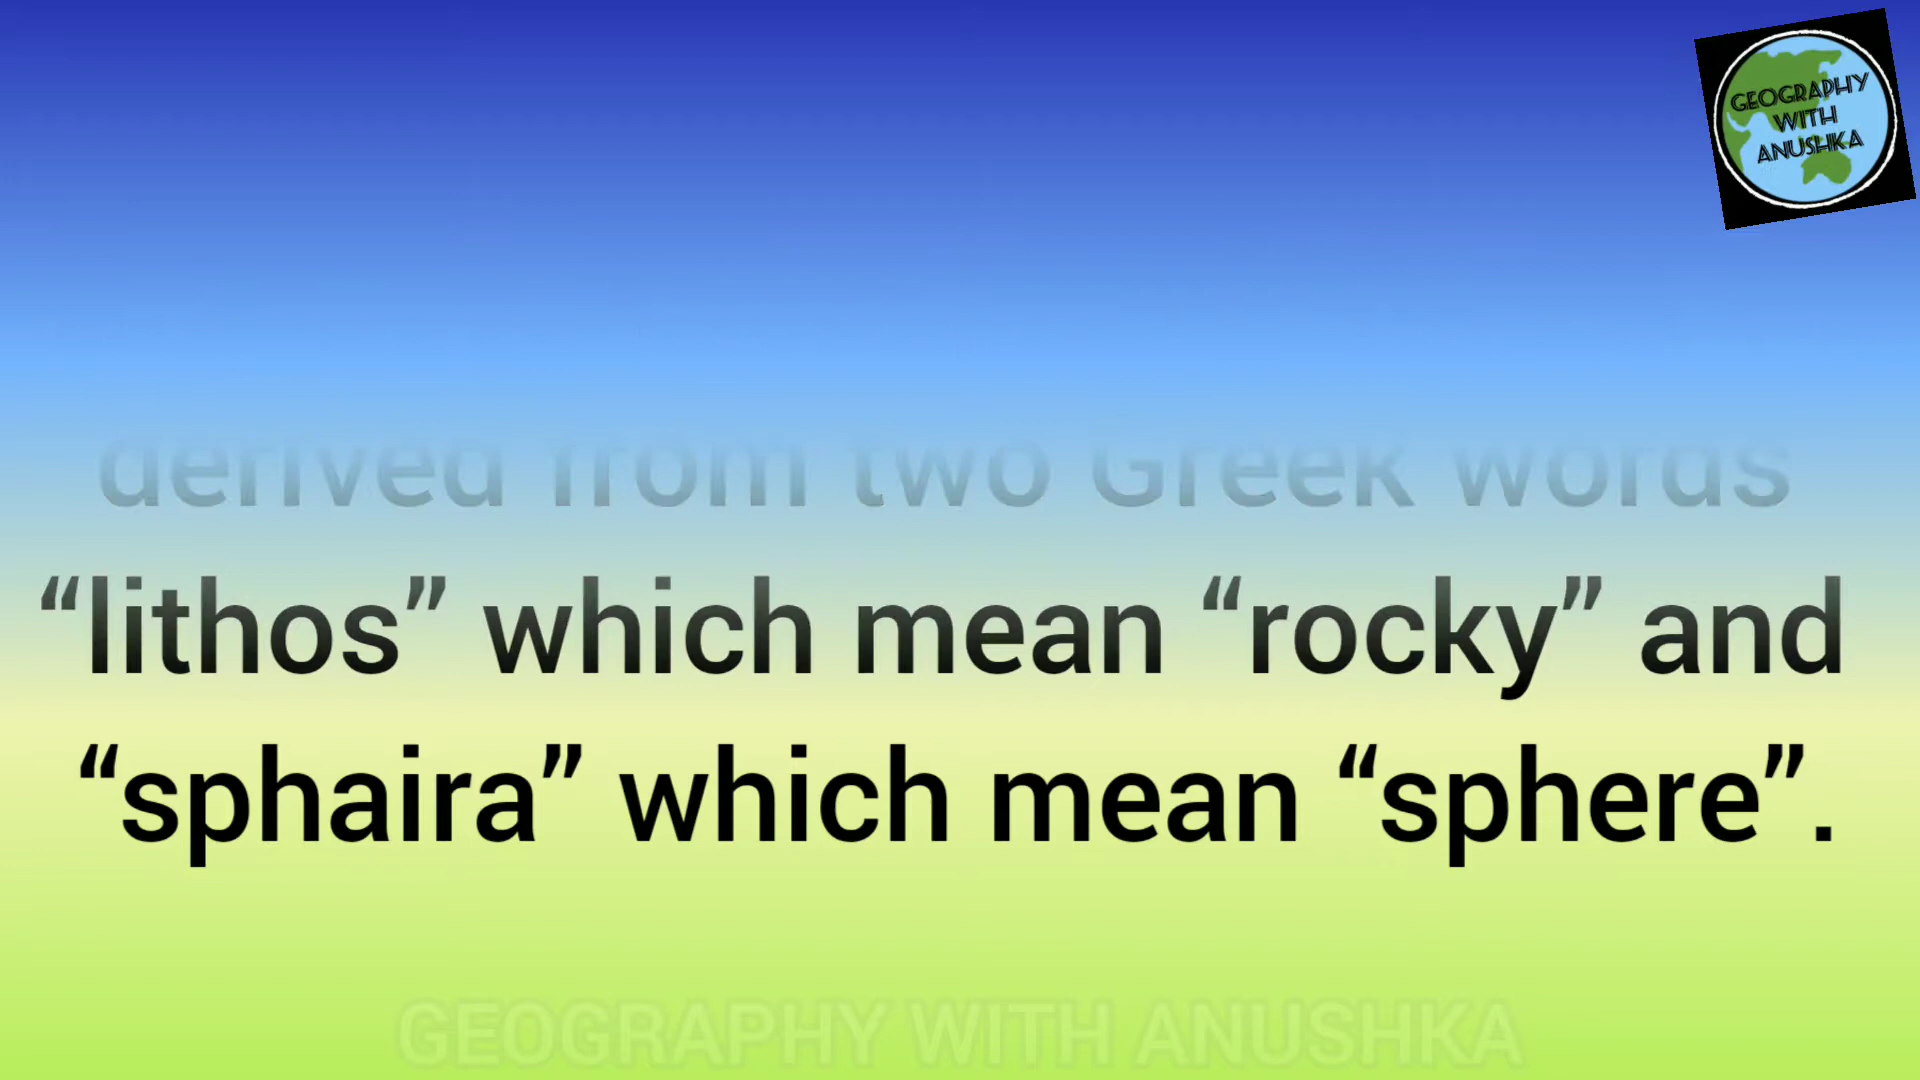 GEOGRAPHY
WITH
ANUSHKA
derived from two Greek words
“lithos” which mean “rocky” and
“sphaira” which mean “sphere”.
GEOGRAPHY WITH ANUSHKA